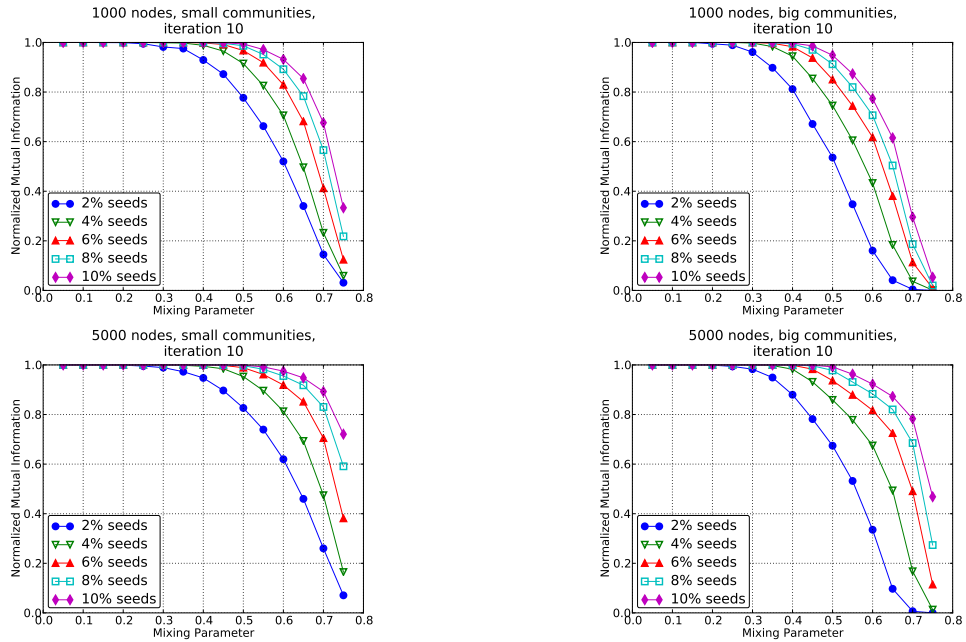 1000 nodes, small communities,
iteration 10
1.0
0.8
0.6
0.4
0.2
0.0
Normalized Mutual Information
2% seeds
4% seeds
6% seeds
8% seeds
10% seeds
0.0 0.1 0.2 0.3 0.4 0.5 0.6 0.7 0.8
Mixing Parameter
1000 nodes, big communities,
iteration 10
1.0
0.8
0.6
0.4
0.2
0.0
Normalized Mutual Information
2% seeds
4% seeds
6% seeds
8% seeds
10% seeds
0.0 0.1 0.2 0.3 0.4 0.5 0.6 0.7 0.8
Mixing Parameter
5000 nodes, small communities,
iteration 10
1.0
0.8
0.6
0.4
0.2
0.0
Normalized Mutual Information
2% seeds
4% seeds
6% seeds
8% seeds
10% seeds
0.0 0.1 0.2 0.3 0.4 0.5 0.6 0.7 0.8
Mixing Parameter
5000 nodes, big communities,
iteration 10
1.0
0.8
0.6
0.4
0.2
0.0
Normalized Mutual Information
2% seeds
4% seeds
6% seeds
8% seeds
10% seeds
0.0 0.1 0.2 0.3 0.4 0.5 0.6 0.7 0.8
Mixing Parameter